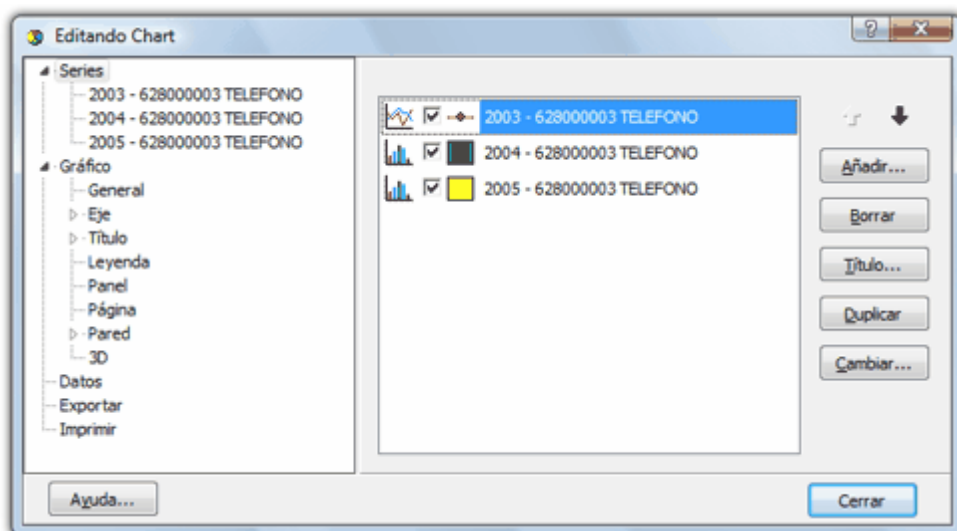 Editando Chart
Series
2003 - 628000003 TELEFONO
2004 - 628000003 TELEFONO
2005 - 628000003 TELEFONO
Gráfico
General
Eje
Título
Leyenda
Panel
Página
Pared
3D
Datos
Exportar
Imprimir
2003 - 628000003 TELEFONO
2004 - 628000003 TELEFONO
2005 - 628000003 TELEFONO
Añadir...
Borrar
Título...
Duplicar
Cambiar...
Ayuda...
Cerrar